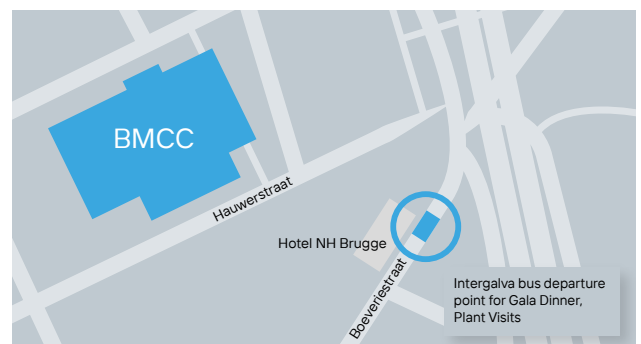 BMCC
Hauwerstraat
Hotel NH Brugge
Boeveriestraat
Intergalva bus departure
point for Gala Dinner,
Plant Visits